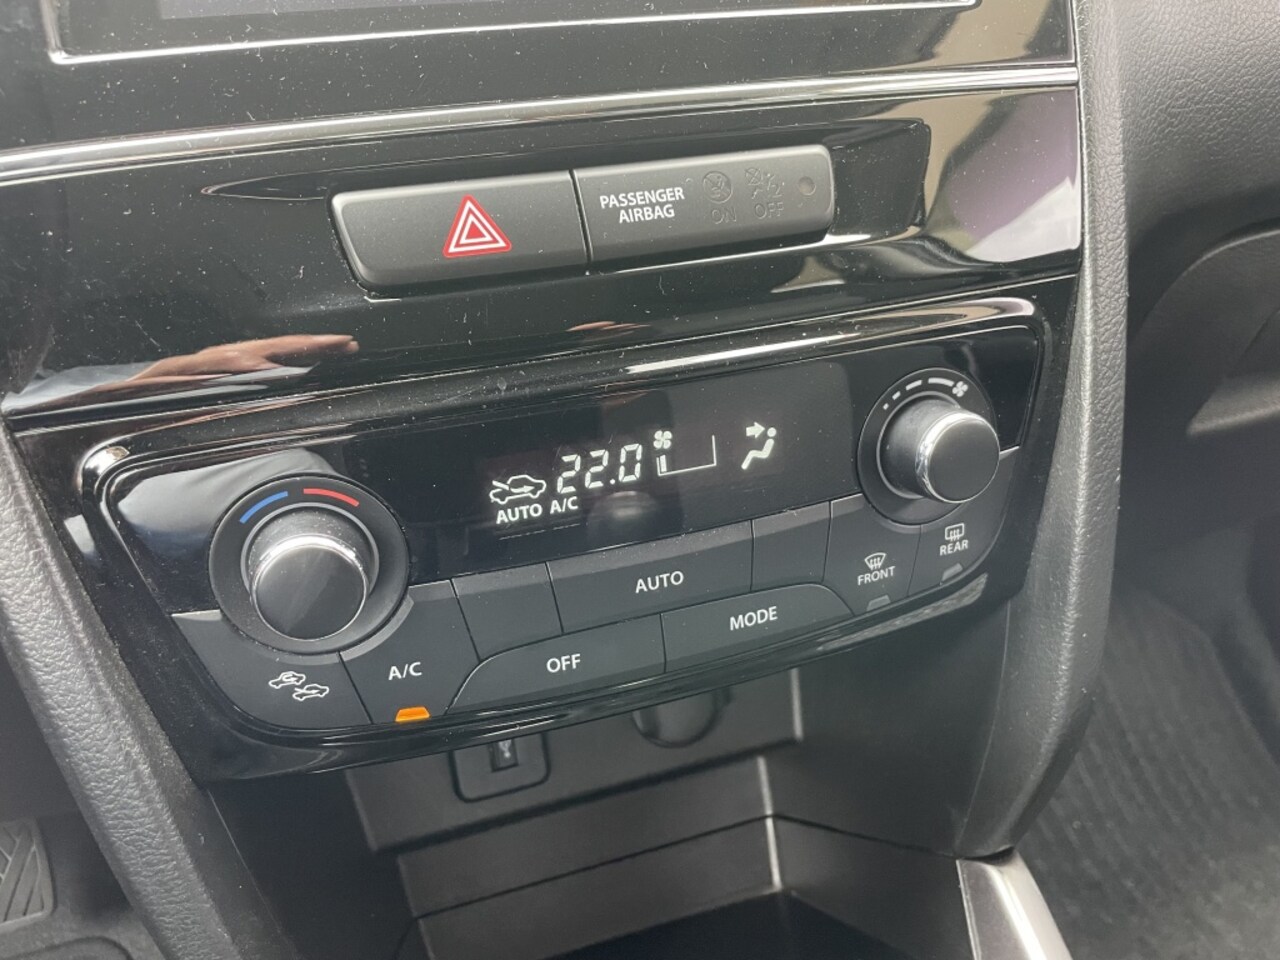 PASSENGER
AIRBAG
ON OFF
22.0
AUTO A/C
AUTO
FRONT
REAR
MODE
OFF
A/C